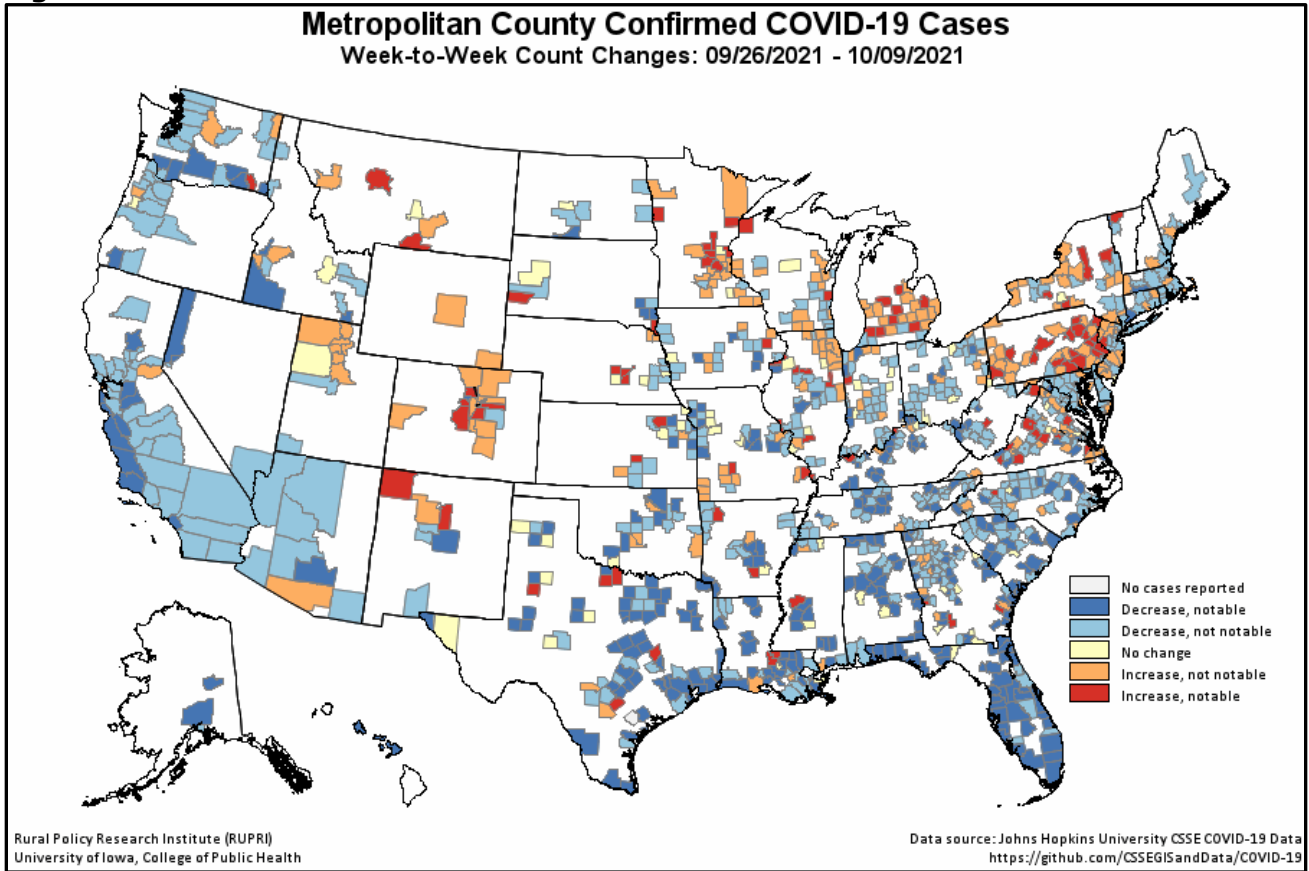 Metropolitan County Confirmed COVID-19 Cases
Week-to-Week Count Changes: 09/26/2021 - 10/09/2021
No cases reported
Decrease, notable
Decrease, not notable
No change
Increase, not notable
Increase, notable
Rural Policy Research Institute (RUPRI)
University of Iowa, College of Public Health
Data source: Johns Hopkins University CSSE COVID-19 Data
https://github.com/CSSEGISandData/COVID-19